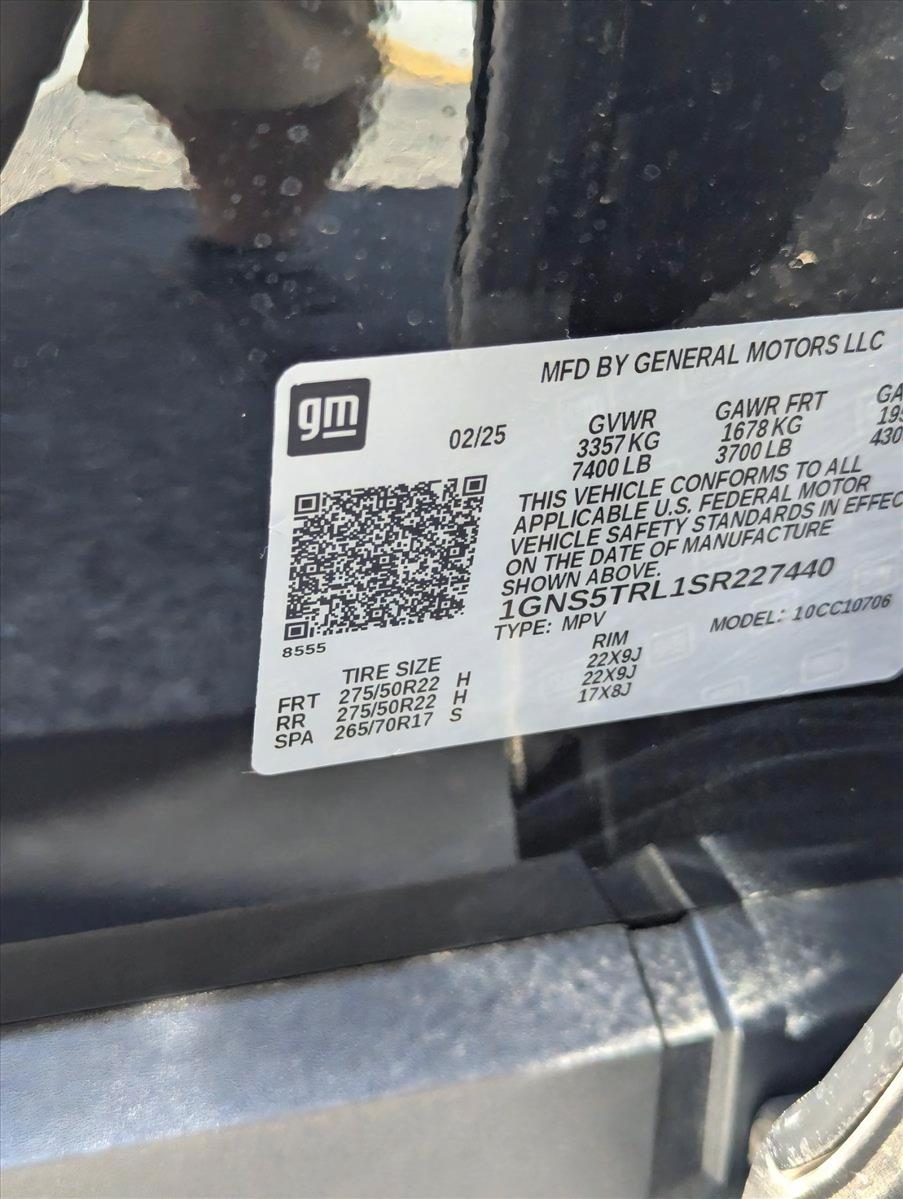 MFD BY GENERAL MOTORS LLC
gm
02/25
GVWR
3357 KG
7400 LB
GAWR FRT
1678 KG
3700 LB
THIS VEHICLE CONFORMS TO ALL
APPLICABLE U.S. FEDERAL MOTOR
VEHICLE SAFETY STANDARDS IN EFFEC
ON THE DATE OF MANUFACTURE
SHOWN ABOVE.
1GNS5TRL1SR227440
TYPE: MPV
MODEL: 10CC10706
8555
TIRE SIZE
RIM
FRT 275/50R22 H 22X9J
RR 275/50R22 H 22X9J
SPA 265/70R17 S 17X8J